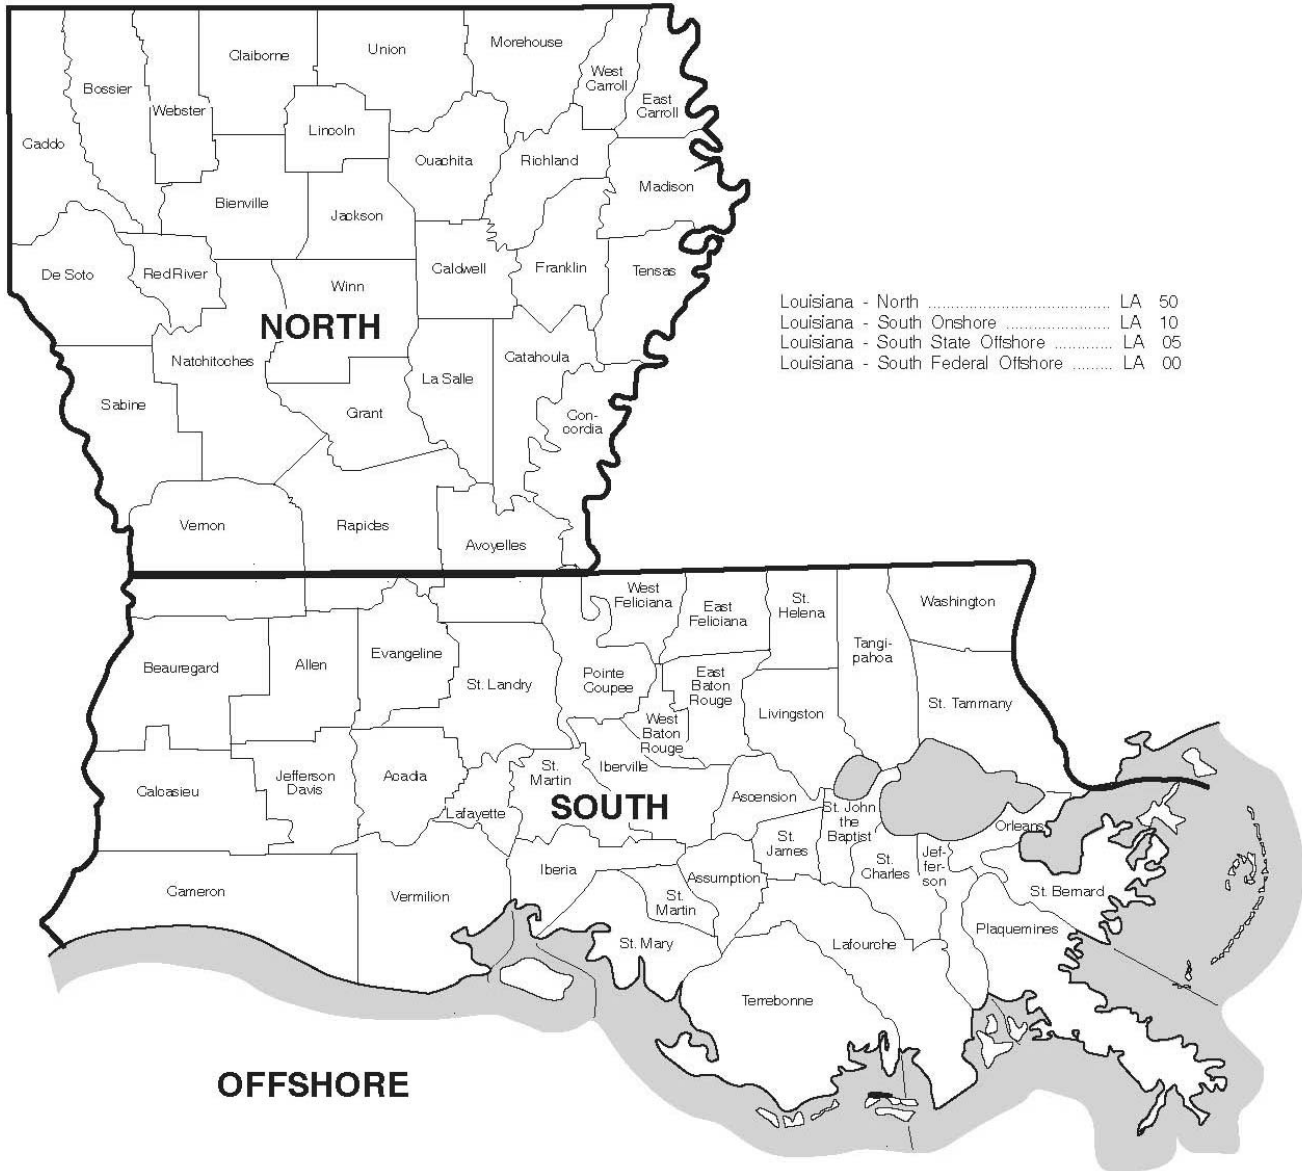 Claiborne
Union
Morehouse
West
Carroll
Bossier
Webster
East
Carroll
Lincoln
Caddo
Ouachita
Richland
Madison
Bienville
Jackson
De Soto
Red River
Caldwell
Franklin
Tensas
Winn
NORTH
Natchitoches
Catahoula
La Salle
Sabine
Grant
Con-
cordia
Vernon
Rapides
Avoyelles
Louisiana - North ........................................ LA 50
Louisiana - South Onshore ....................... LA 10
Louisiana - South State Offshore ............. LA 05
Louisiana - South Federal Offshore ......... LA 00
West
Feliciana
East
Feliciana
St.
Helena
Washington
Tangi-
pahoa
Beauregard
Allen
Evangeline
St. Landry
Pointe
Coupee
East
Baton
Rouge
West
Baton
Rouge
Livingston
St. Tammany
Calcasieu
Jefferson
Davis
Acadia
Lafayette
St.
Martin
Iberville
SOUTH
Ascension
St. John
the
Baptist
Orleans
St.
James
St.
Charles
Jef-
fer-
son
St. Bernard
Cameron
Vermilion
Iberia
Assumption
St.
Martin
St. Mary
Lafourche
Plaquemines
Terrebonne
OFFSHORE